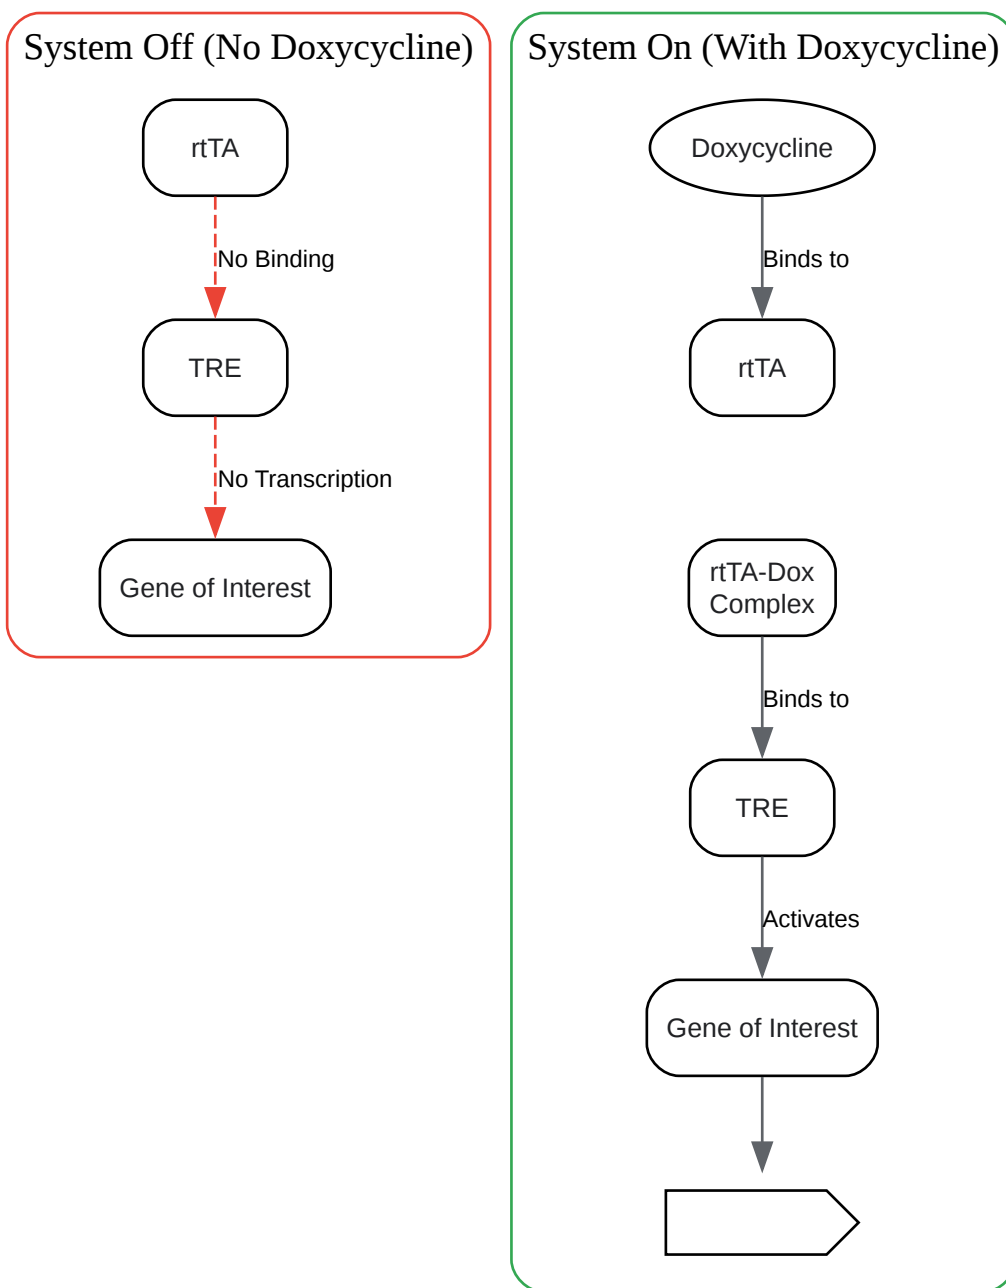 System Off (No Doxycycline)
rtTA
No Binding
TRE
No Transcription
Gene of Interest
System On (With Doxycycline)
Doxycycline
Binds to
rtTA
rtTA-Dox
Complex
Binds to
TRE
Activates
Gene of Interest